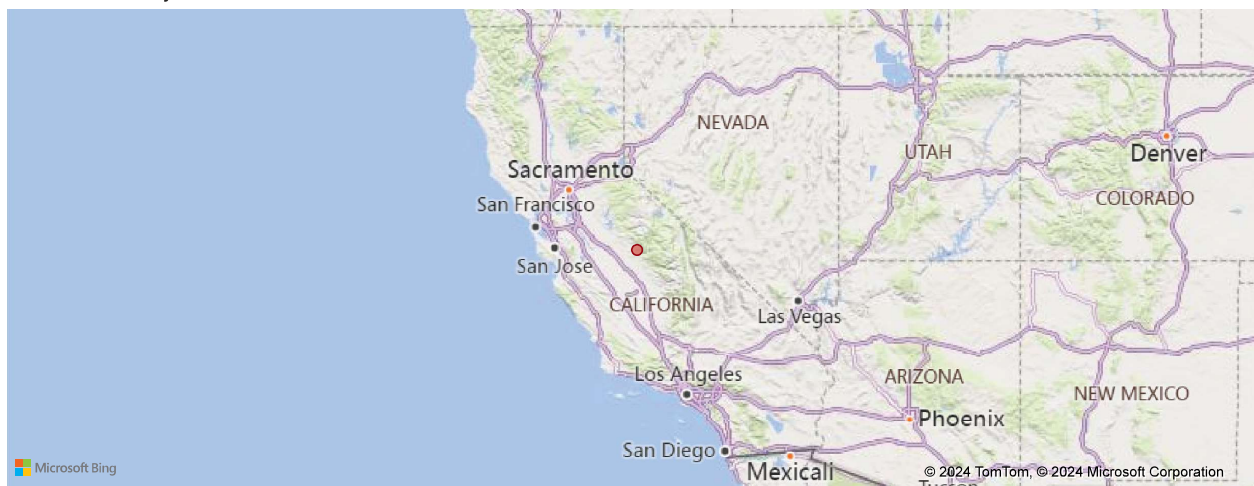 NEVADA
Sacramento
UTAH
Denver
San Francisco
COLORADO
San Jose
CALIFORNIA
Las Vegas
Los Angeles
ARIZONA
NEW MEXICO
Phoenix
San Diego
Mexicali
Microsoft Bing
© 2024 TomTom, © 2024 Microsoft Corporation
Tucson